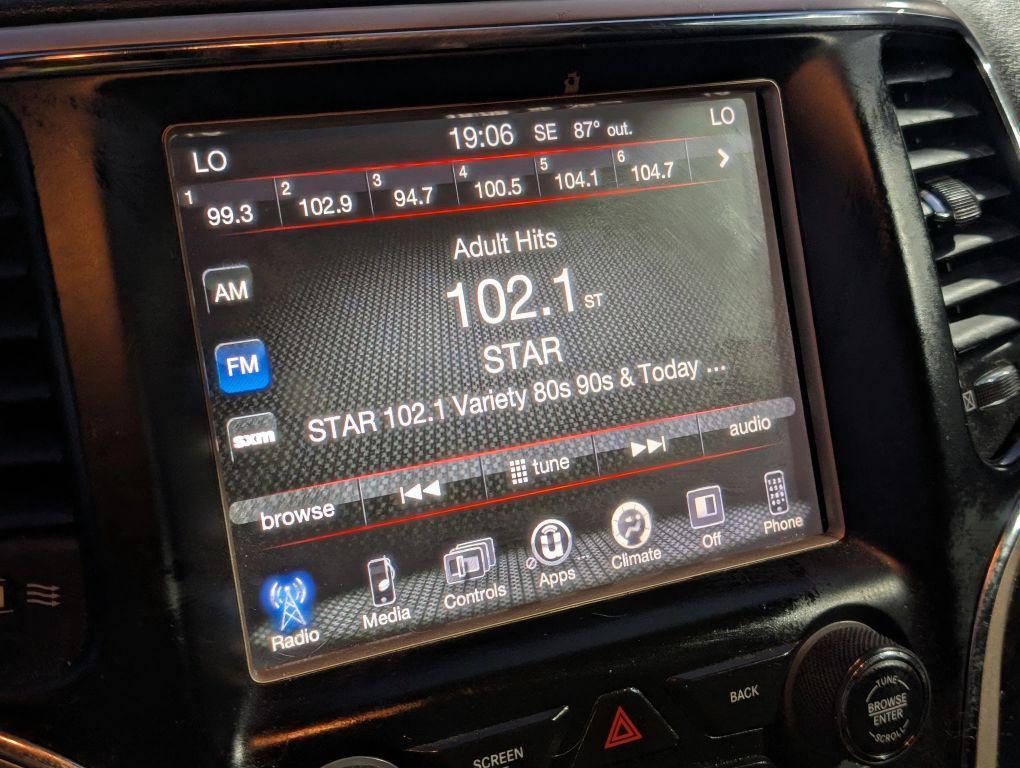 19:06 SE 87° out.
LO LO
1 99.3 2 102.9 3 94.7 4 100.5 5 104.1 6 104.7
Adult Hits
AM
102.1 ST
FM
STAR
STAR 102.1 Variety 80s 90s & Today ...
sxm
browse tune audio
Radio Media Controls Apps Climate Off Phone
BACK
TUNE
BROWSE
ENTER
SCROLL
SCREEN